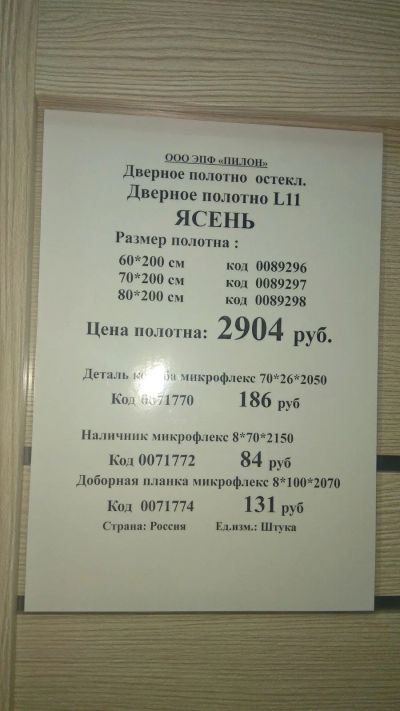 ООО ЭПФ «ПИЛОН»
Дверное полотно остекл.
Дверное полотно L11
ЯСЕНЬ
Размер полотна :
60*200 см код 0089296
70*200 см код 0089297
80*200 см код 0089298
Цена полотна: 2904 руб.
Деталь микрофлекс 70*26*2050
Код 0071770 186 руб
Наличник микрофлекс 8*70*2150
Код 0071772 84 руб
Доборная планка микрофлекс 8*100*2070
Код 0071774 131 руб
Страна: Россия Ед.изм.: Штука